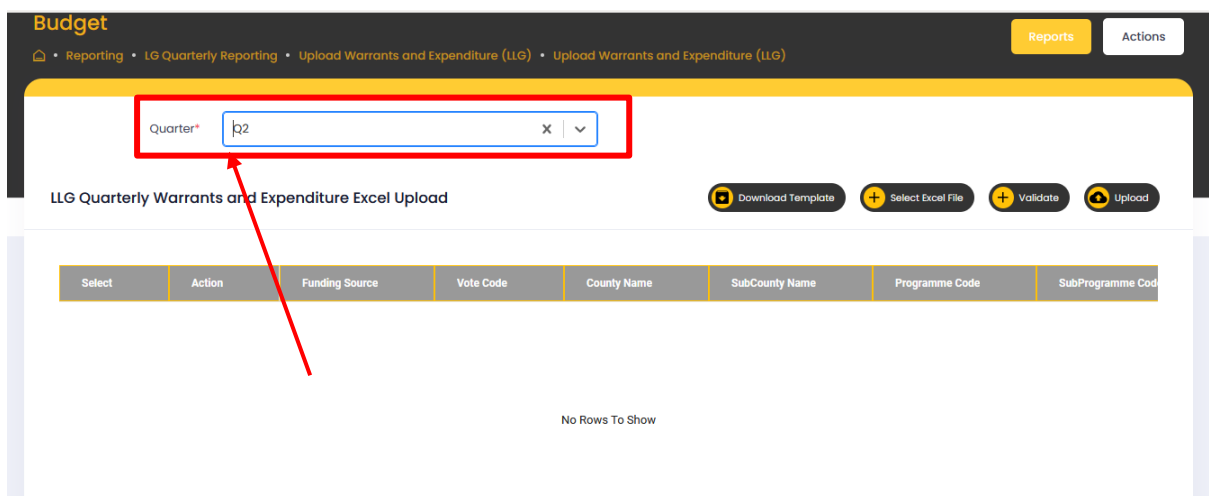 Budget
Reports
Actions
• Reporting • LG Quarterly Reporting • Upload Warrants and Expenditure (LLG) • Upload Warrants and Expenditure (LLG)
Quarter* Q2
LLG Quarterly Warrants and Expenditure Excel Upload
Download Template
Select Excel File
Validate
Upload
Select Action Funding Source Vote Code County Name SubCounty Name Programme Code SubProgramme Cod
No Rows To Show